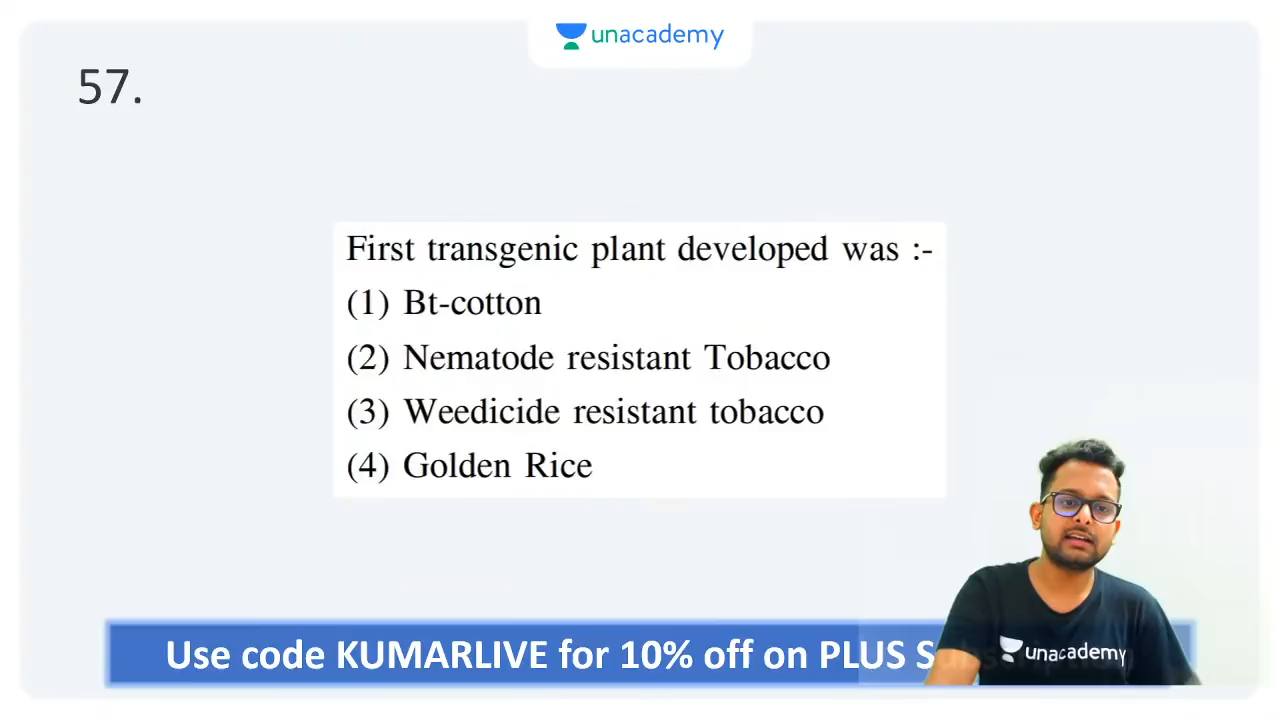 unacademy
57.
First transgenic plant developed was :-
(1) Bt-cotton
(2) Nematode resistant Tobacco
(3) Weedicide resistant tobacco
(4) Golden Rice
Use code KUMARLIVE for 10% off on PLUS
unacademy